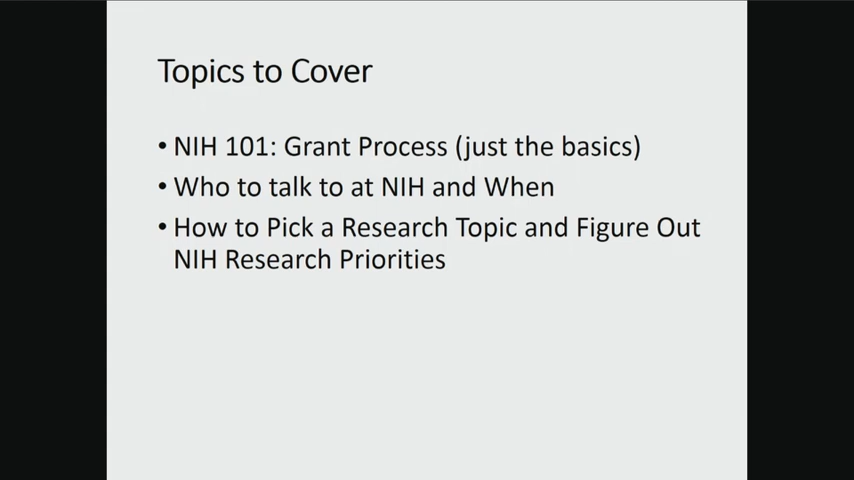 Topics to Cover
• NIH 101: Grant Process (just the basics)
• Who to talk to at NIH and When
• How to Pick a Research Topic and Figure Out
NIH Research Priorities